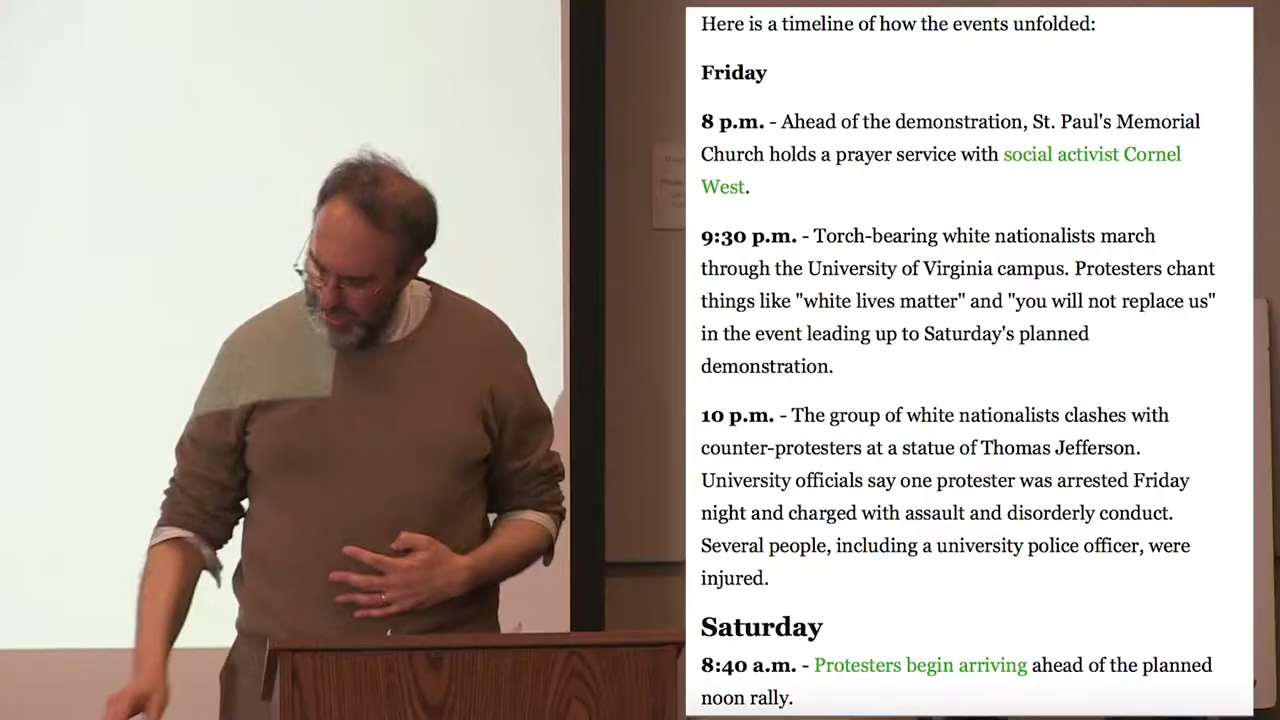 Here is a timeline of how the events unfolded:
Friday
8 p.m. - Ahead of the demonstration, St. Paul's Memorial
Church holds a prayer service with social activist Cornel
West.
9:30 p.m. - Torch-bearing white nationalists march
through the University of Virginia campus. Protesters chant
things like "white lives matter" and "you will not replace us"
in the event leading up to Saturday's planned
demonstration.
10 p.m. - The group of white nationalists clashes with
counter-protesters at a statue of Thomas Jefferson.
University officials say one protester was arrested Friday
night and charged with assault and disorderly conduct.
Several people, including a university police officer, were
injured.
Saturday
8:40 a.m. - Protesters begin arriving ahead of the planned
noon rally.